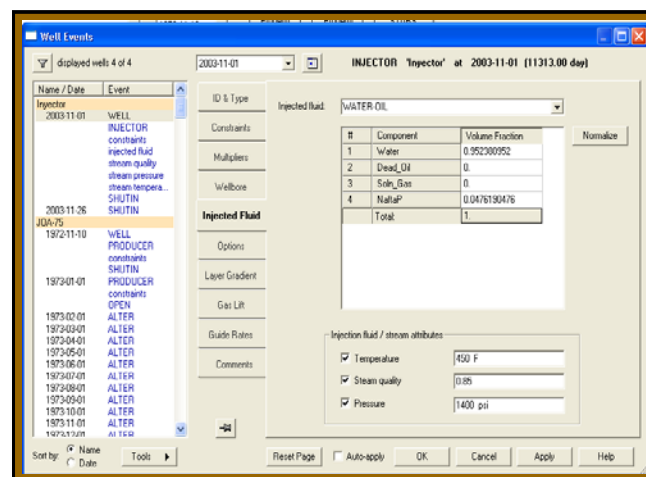 Well Events
displayed wells 4 of 4
2003-11-01
INJECTOR 'Inyector' at 2003-11-01 (11313.00 day)
Name / Date Event
Inyector
2003-11-01 WELL
INJECTOR
constraints
injected fluid
steam quality
steam pressure
steam tempera...
SHUTIN
2003-11-26 SHUTIN
JOA-75
1972-11-10 WELL
PRODUCER
constraints
SHUTIN
1973-01-01 PRODUCER
constraints
OPEN
1973-02-01 ALTER
1973-03-01 ALTER
1973-04-01 ALTER
1973-05-01 ALTER
1973-06-01 ALTER
1973-07-01 ALTER
1973-08-01 ALTER
1973-09-01 ALTER
1973-10-01 ALTER
1973-11-01 ALTER
1973-12-01 ALTER
Sort by: Name
Date
Tools
ID & Type
Constraints
Multipliers
Wellbore
Injected Fluid
Options
Layer Gradient
Gas Lift
Guide Rates
Comments
Injected fluid: WATER-OIL
# Component Volume Fraction
1 Water 0.952380952
2 Dead_Oil 0.
3 Soln_Gas 0.
4 NaftaP 0.0476190476
Total: 1.
Normalize
Injection fluid / stream attributes
Temperature 450 F
Steam quality 0.85
Pressure 1400 psi
Reset Page Auto-apply OK Cancel Apply Help